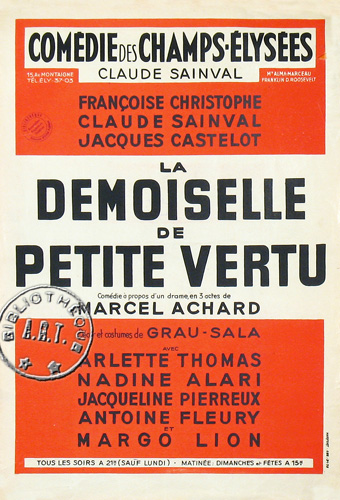 COMÉDIE DES CHAMPS-ÉLYSÉES
15, AV. MONTAIGNE
TÉL. ÉLY : 37-03
CLAUDE SAINVAL
Mº ALMA-MARCEAU
FRANKLIN D. ROOSEVELT
FRANÇOISE CHRISTOPHE
CLAUDE SAINVAL
JACQUES CASTELOT
LA
DEMOISELLE
DE
PETITE VERTU
Comédie à propos d'un drame, en 3 actes de
MARCEL ACHARD
BIBLIOTHEQUE
A.R.T.
et costumes de GRAU-SALA
AVEC
ARLETTE THOMAS
NADINE ALARI
JACQUELINE PIERREUX
ANTOINE FLEURY
ET
MARGO LION
TOUS LES SOIRS A 21H (SAUF LUNDI) - MATINÉE: DIMANCHES et FÊTES A 15H